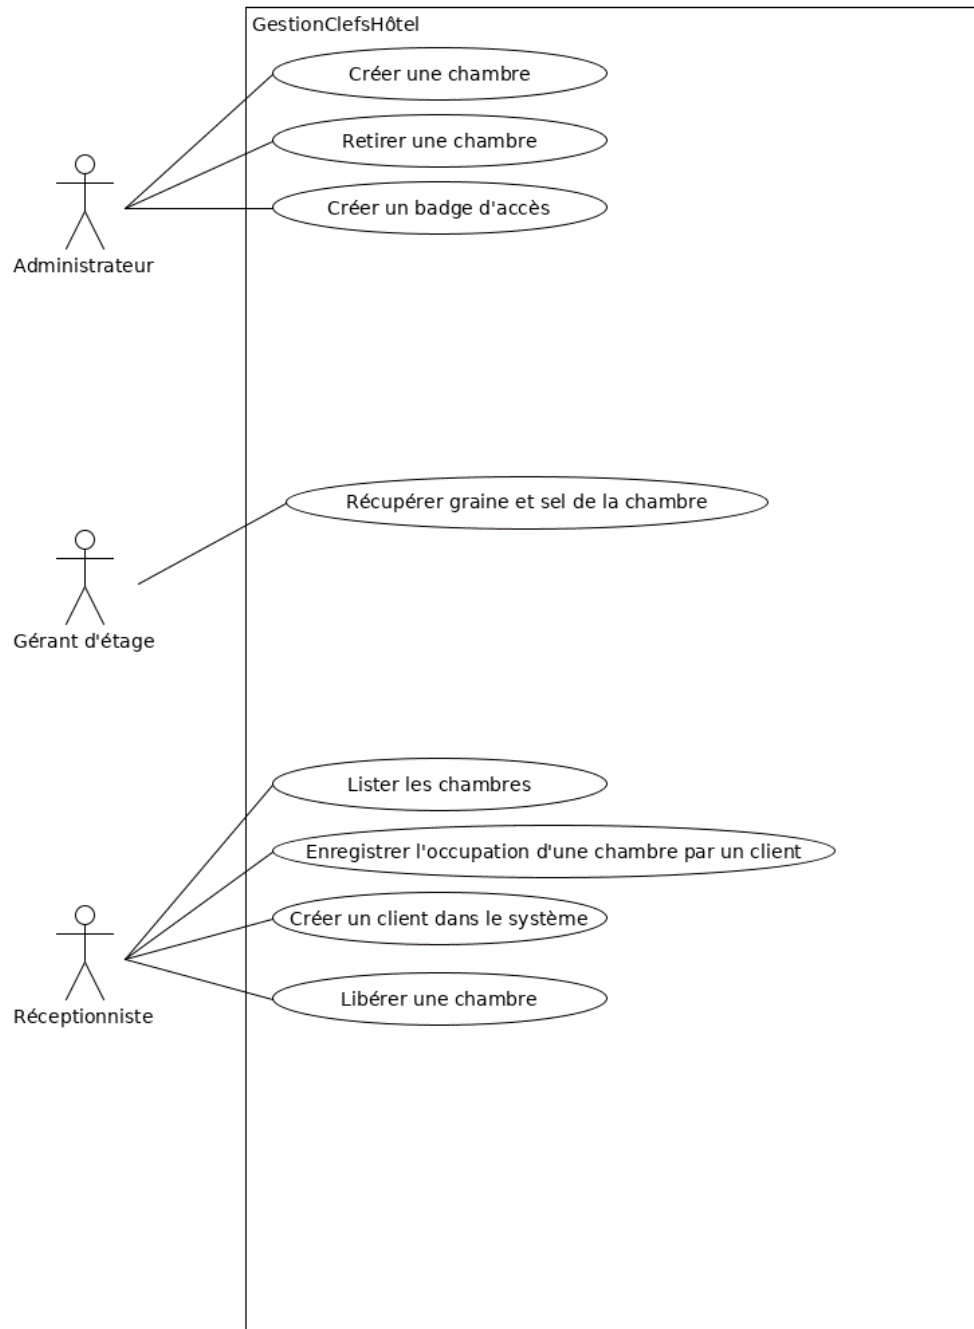 GestionClefsHôtel
Créer une chambre
Retirer une chambre
Créer un badge d'accès
Administrateur
Récupérer graine et sel de la chambre
Gérant d'étage
Lister les chambres
Enregistrer l'occupation d'une chambre par un client
Créer un client dans le système
Libérer une chambre
Réceptionniste